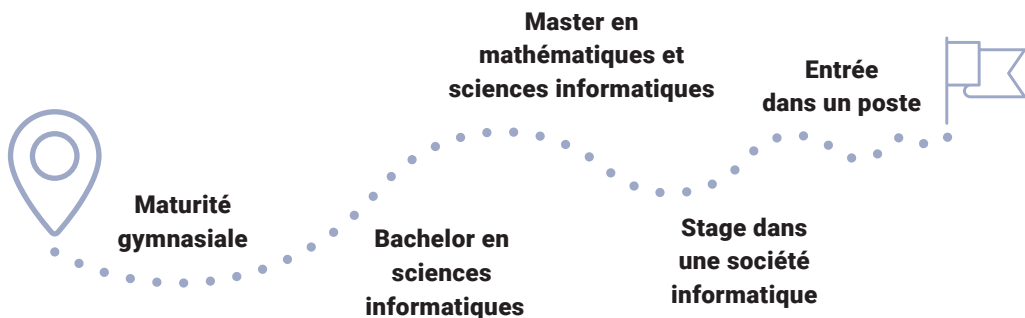 Maturité
gymnasiale
Bachelor en
sciences
informatiques
Master en
mathématiques et
sciences informatiques
Stage dans
une société
informatique
Entrée
dans un poste